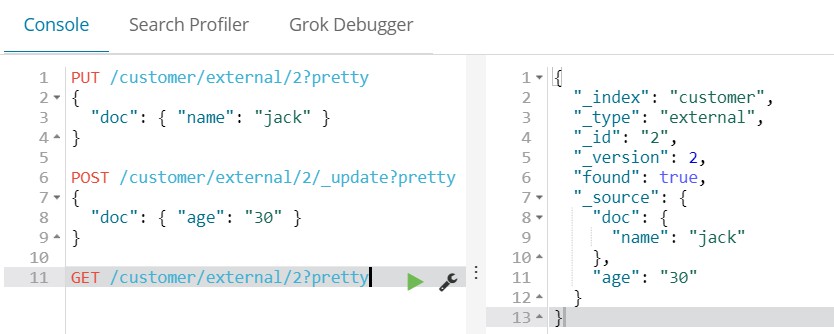 Console Search Profiler Grok Debugger
1 PUT /customer/external/2?pretty
2 {
3 "doc": { "name": "jack" }
4 }
5
6 POST /customer/external/2/_update?pretty
7 {
8 "doc": { "age": "30" }
9 }
10
11 GET /customer/external/2?pretty
1 {
2 "_index": "customer",
3 "_type": "external",
4 "_id": "2",
5 "_version": 2,
6 "found": true,
7 "_source": {
8 "doc": {
9 "name": "jack"
10 },
11 "age": "30"
12 }
13 }